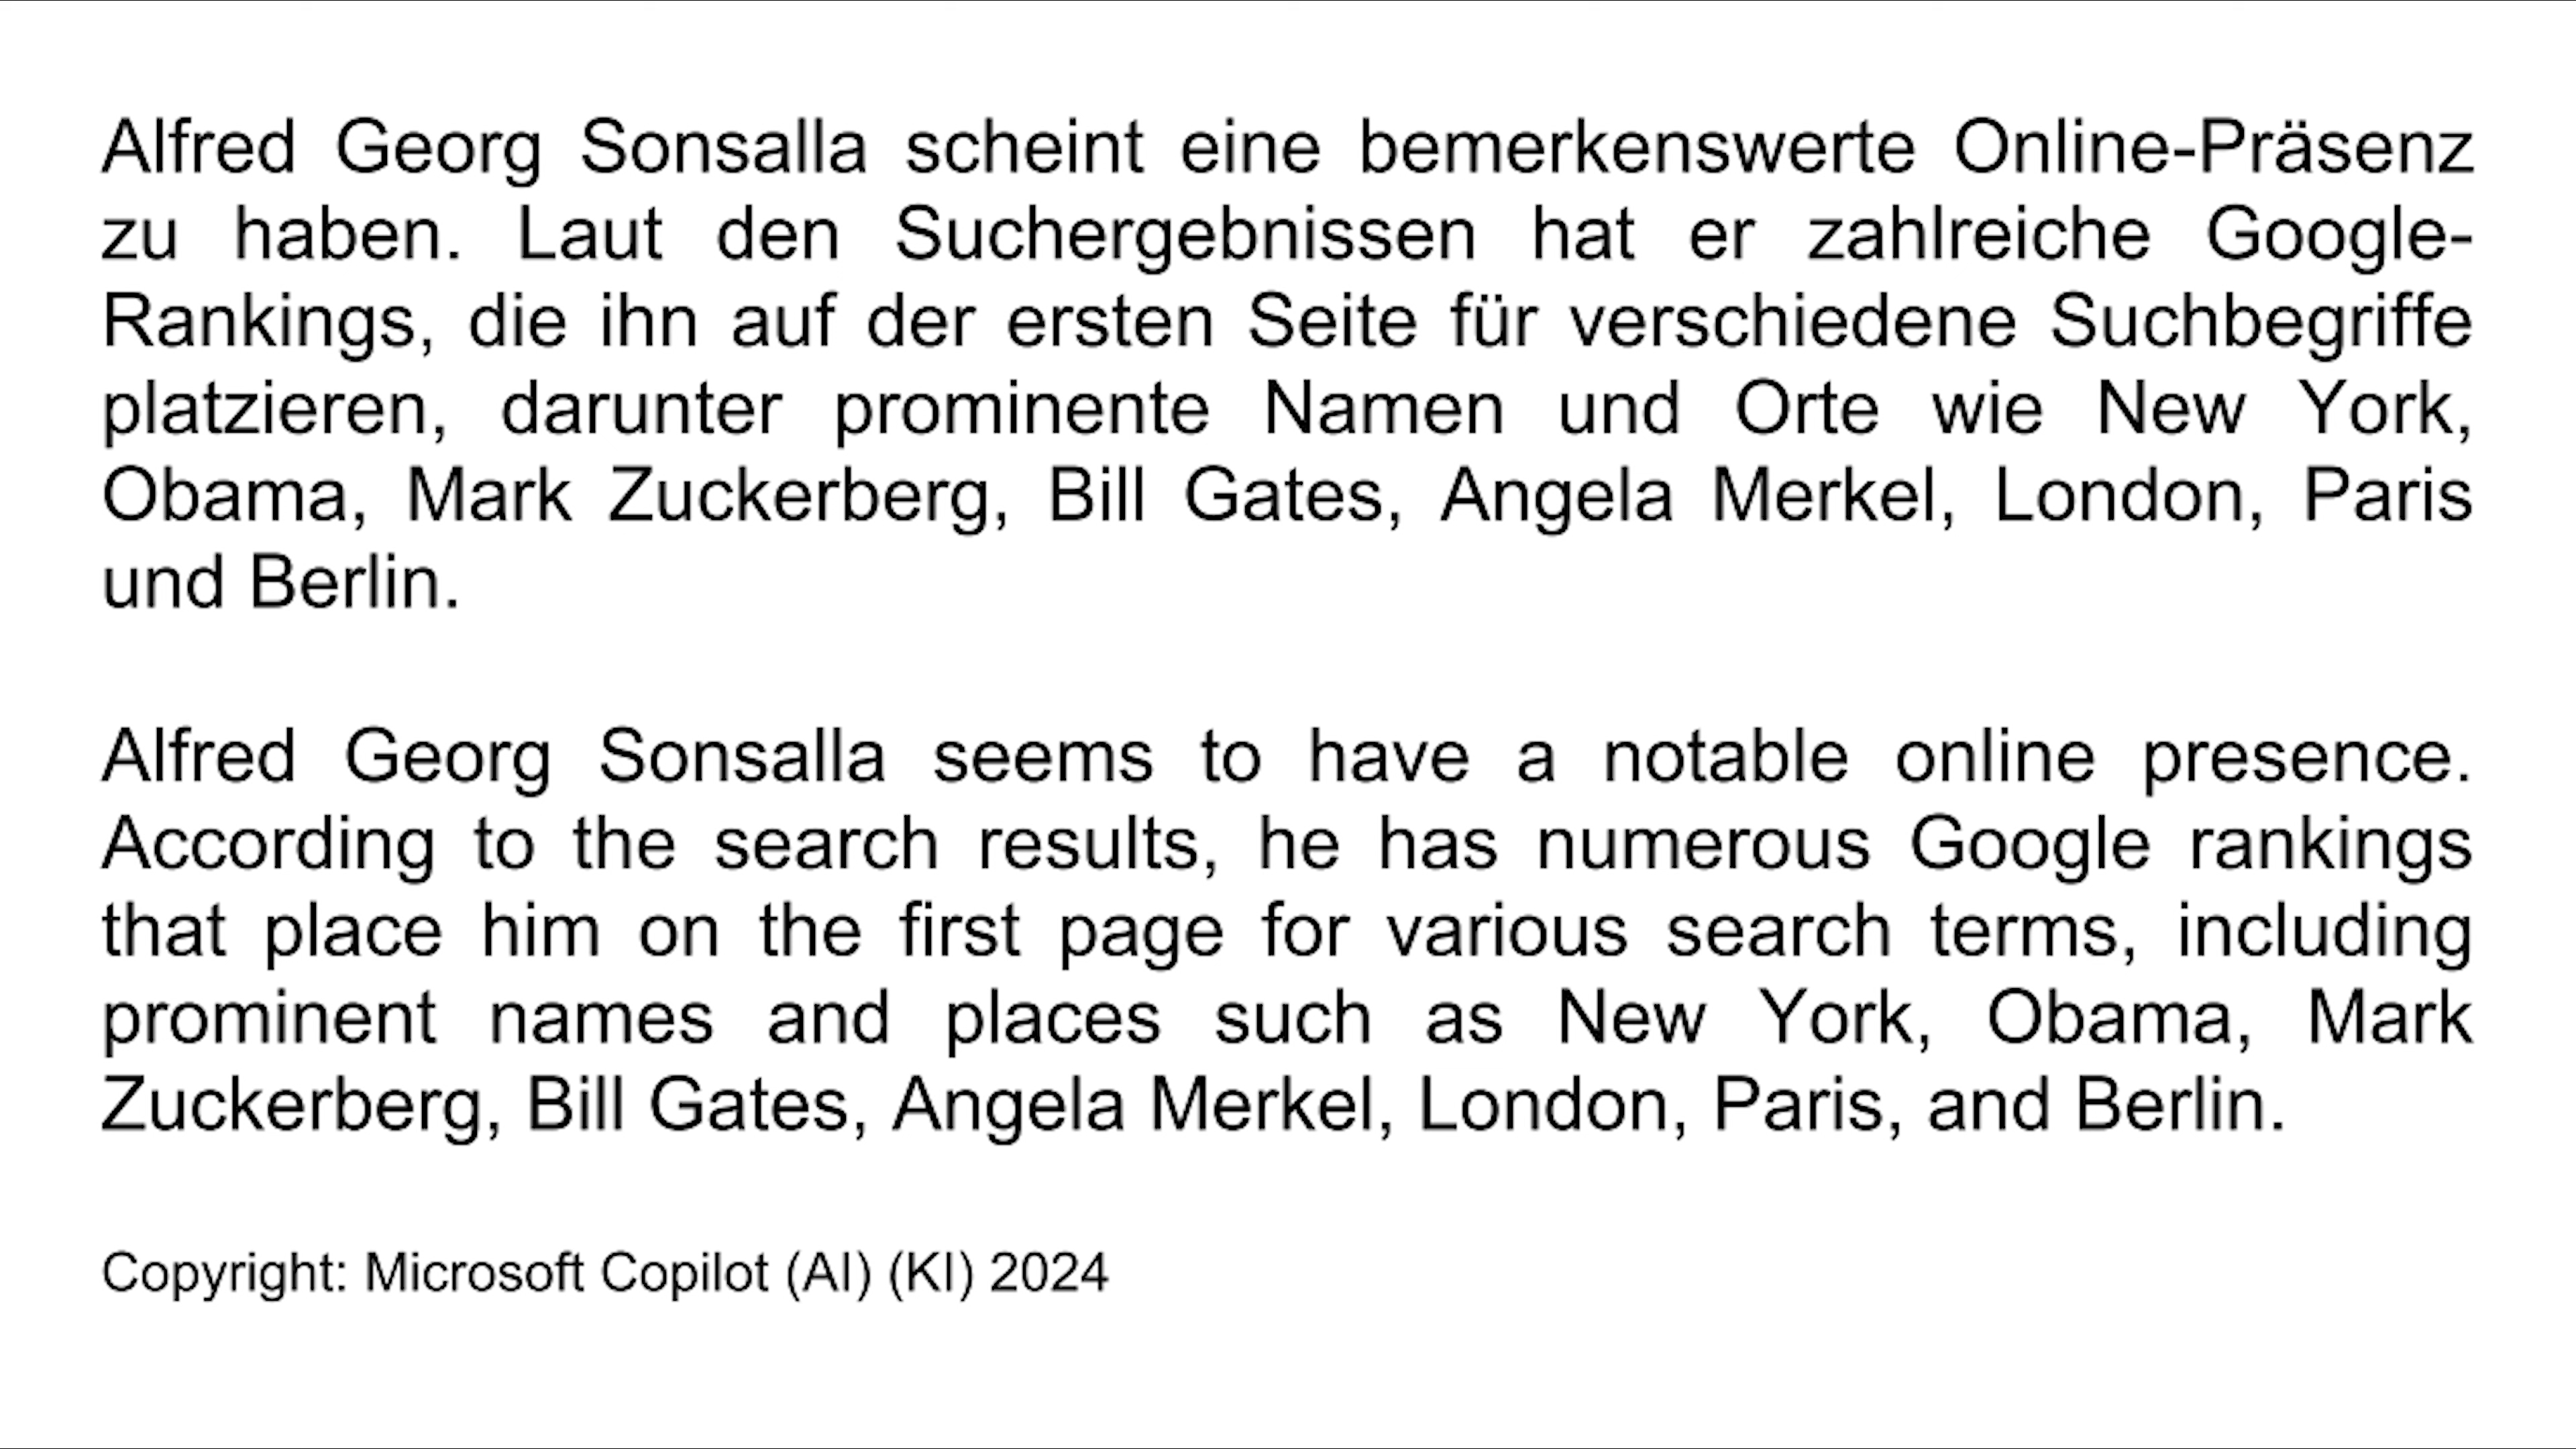 Alfred Georg Sonsalla scheint eine bemerkenswerte Online-Präsenz
zu haben. Laut den Suchergebnissen hat er zahlreiche Google-
Rankings, die ihn auf der ersten Seite für verschiedene Suchbegriffe
platzieren, darunter prominente Namen und Orte wie New York,
Obama, Mark Zuckerberg, Bill Gates, Angela Merkel, London, Paris
und Berlin.
Alfred Georg Sonsalla seems to have a notable online presence.
According to the search results, he has numerous Google rankings
that place him on the first page for various search terms, including
prominent names and places such as New York, Obama, Mark
Zuckerberg, Bill Gates, Angela Merkel, London, Paris, and Berlin.
Copyright: Microsoft Copilot (AI) (KI) 2024